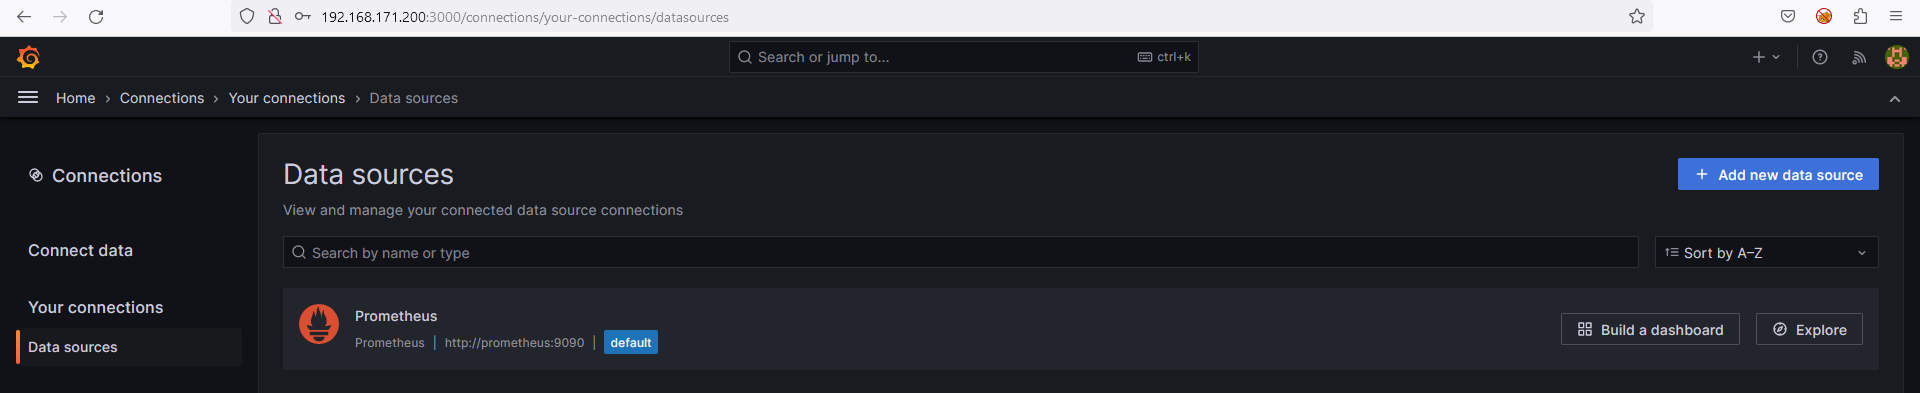 192.168.171.200:3000/connections/your-connections/datasources
Search or jump to... ctrl+k
Home › Connections › Your connections › Data sources
Connections
Connect data
Your connections
Data sources
Data sources
Add new data source
View and manage your connected data source connections
Search by name or type
Sort by A–Z
Prometheus
Prometheus | http://prometheus:9090 | default
Build a dashboard
Explore